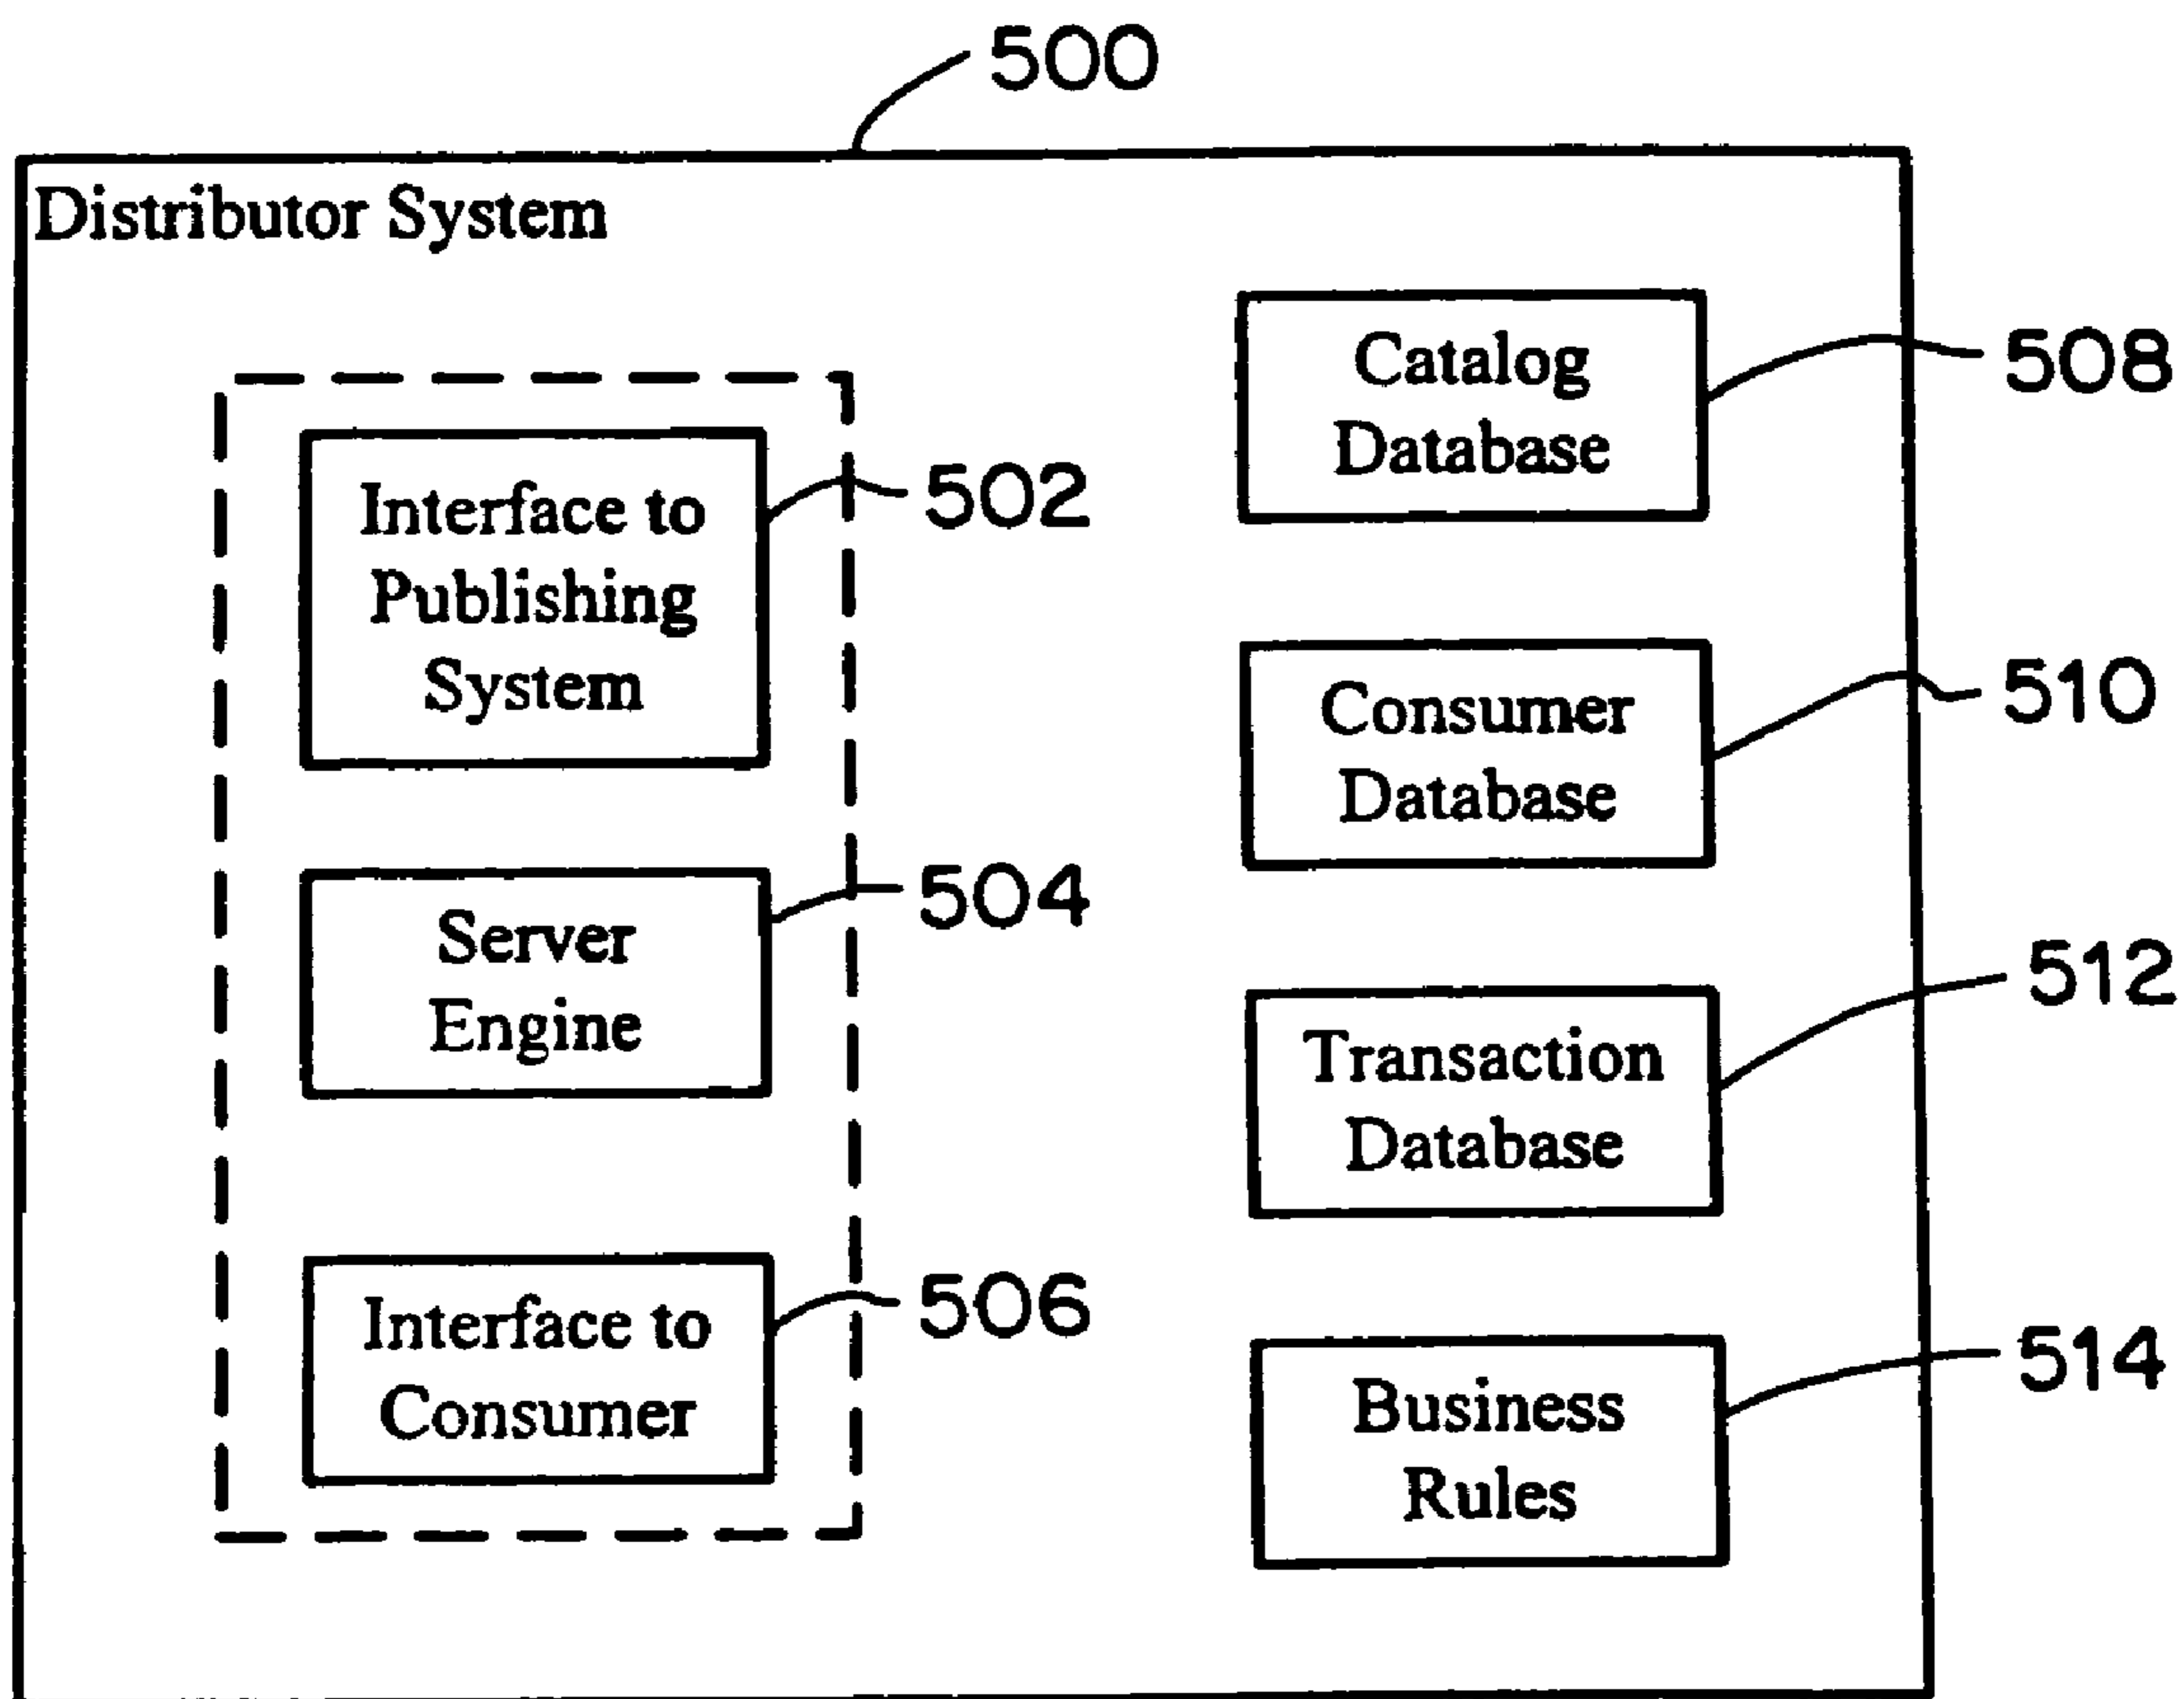 500
Distributor System
Interface to
Publishing
System
502
Server
Engine
504
Interface to
Consumer
506
Catalog
Database
508
Consumer
Database
510
Transaction
Database
512
Business
Rules
514